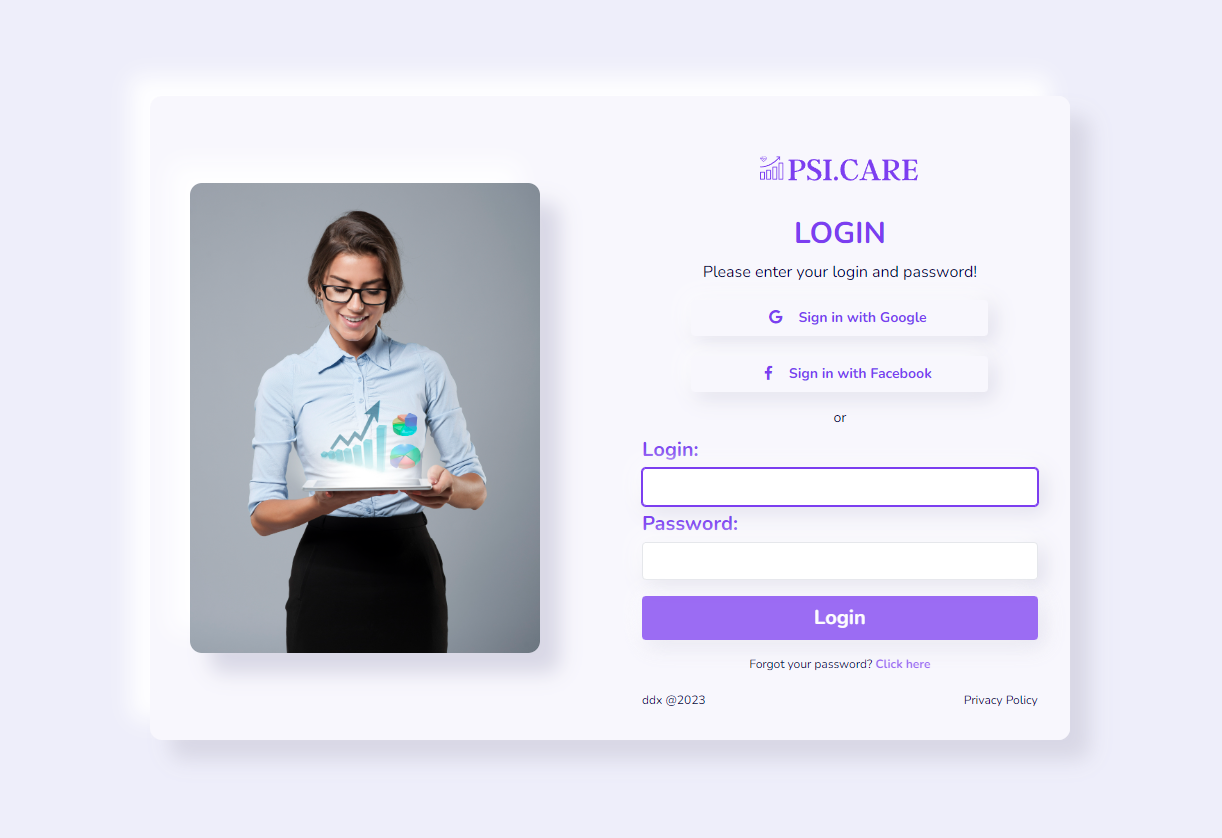 PSI.CARE
LOGIN
Please enter your login and password!
Sign in with Google
Sign in with Facebook
or
Login:
Password:
Login
Forgot your password? Click here
ddx @2023
Privacy Policy